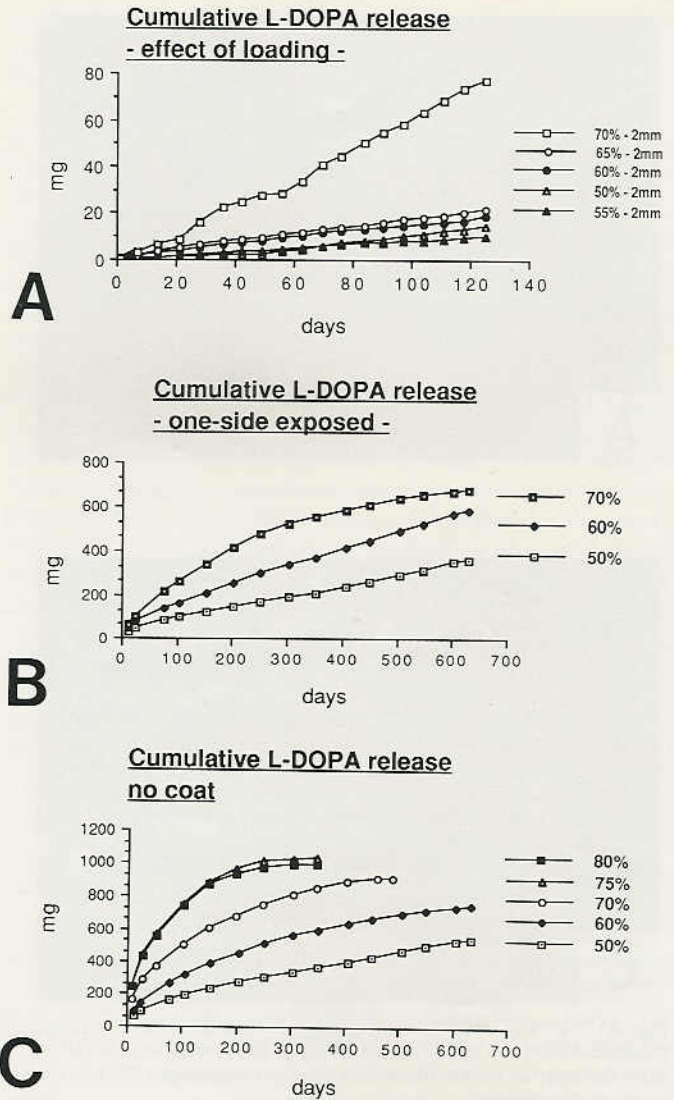 Cumulative L-DOPA release
- effect of loading -
80
60
40
20
0
mg
0 20 40 60 80 100 120 140
days
70% - 2mm
65% - 2mm
60% - 2mm
50% - 2mm
55% - 2mm
A
Cumulative L-DOPA release
- one-side exposed -
800
600
400
200
0
mg
0 100 200 300 400 500 600 700
days
70%
60%
50%
B
Cumulative L-DOPA release
no coat
1200
1000
800
600
400
200
0
mg
0 100 200 300 400 500 600 700
days
80%
75%
70%
60%
50%
C